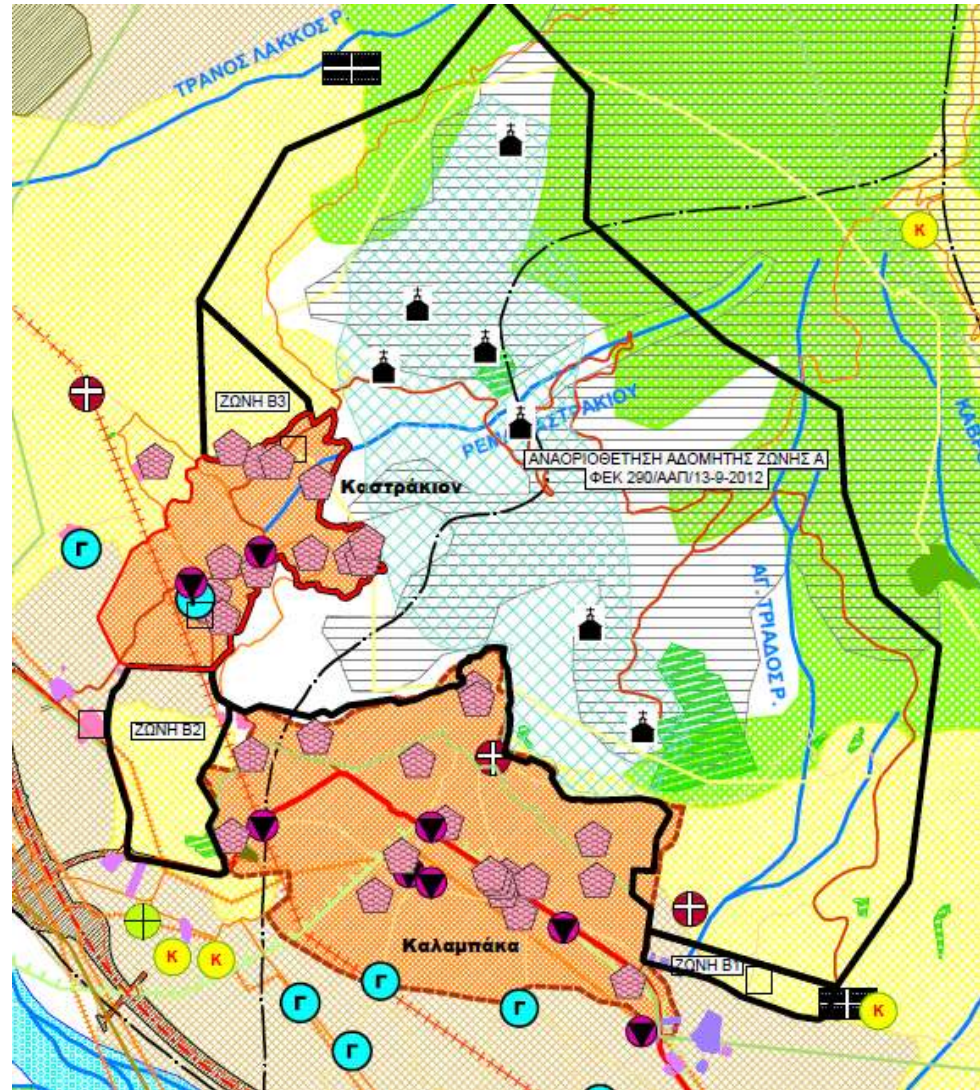 ΤΡΑΝΟΣ ΛΑΚΚΟΣ Ρ.
Κ
ΖΩΝΗ Β3
ΚΑΣΤΡΑΚΙΟΥ
ΑΝΑΟΡΙΟΘΕΤΗΣΗ ΑΔΟΜΗΤΗΣ ΖΩΝΗΣ Α
ΦΕΚ 290/ΑΑΠ/13-9-2012
Καστράκιον
Γ
ΑΓ. ΤΡΙΑΔΟΣ Ρ.
ΖΩΝΗ Β2
Καλαμπάκα
Κ
Κ
ΖΩΝΗ Β1
Γ
Γ
Γ
Γ
Κ